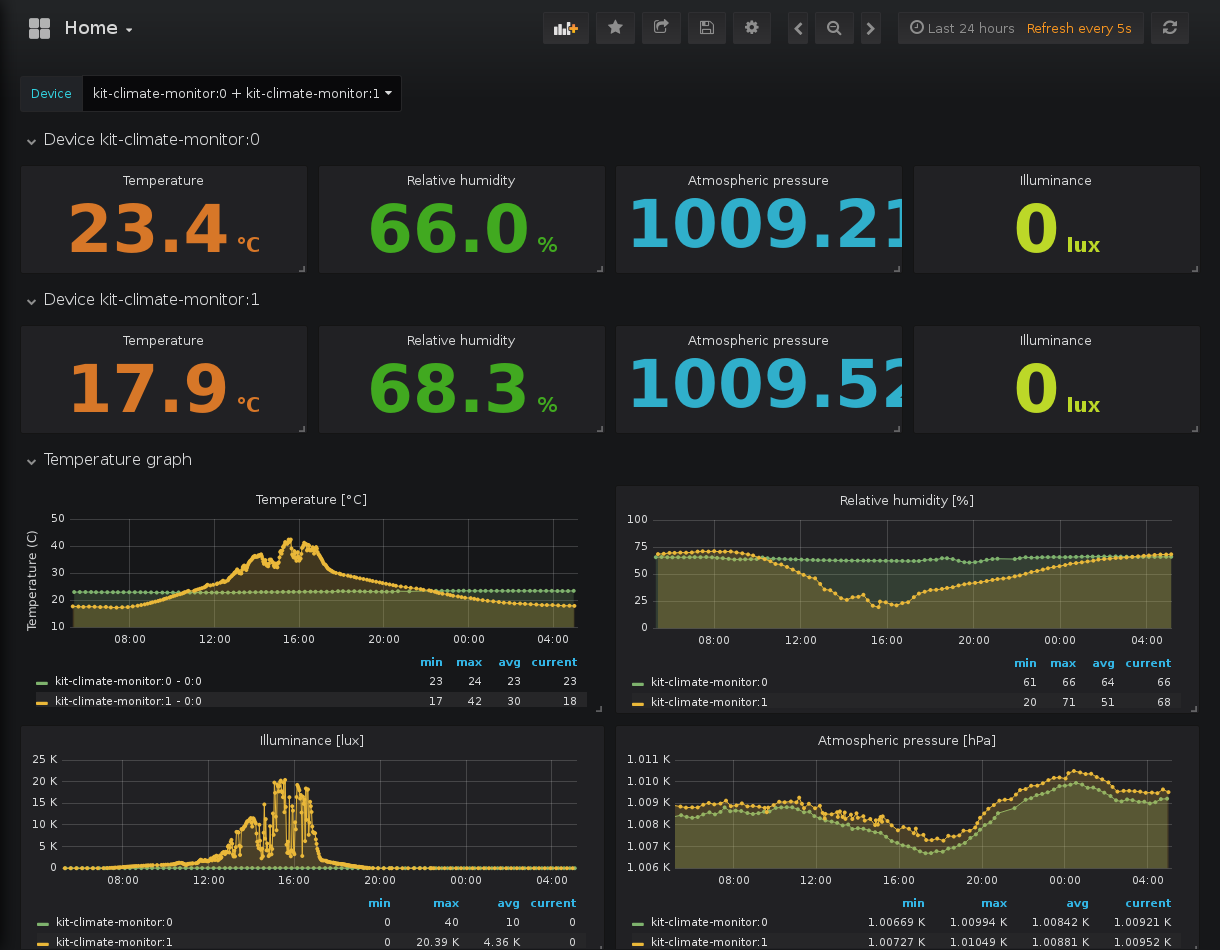 Home
Last 24 hours Refresh every 5s
Device kit-climate-monitor:0 + kit-climate-monitor:1
Device kit-climate-monitor:0
Temperature Relative humidity Atmospheric pressure Illuminance
23.4 °C 66.0 % 1009.21 0 lux
Device kit-climate-monitor:1
Temperature Relative humidity Atmospheric pressure Illuminance
17.9 °C 68.3 % 1009.52 0 lux
Temperature graph
Temperature [°C]
Temperature (C)
50
40
30
20
10
08:00 12:00 16:00 20:00 00:00 04:00
min max avg current
kit-climate-monitor:0 - 0:0 23 24 23 23
kit-climate-monitor:1 - 0:0 17 42 30 18
Relative humidity [%]
100
75
50
25
0
08:00 12:00 16:00 20:00 00:00 04:00
min max avg current
kit-climate-monitor:0 61 66 64 66
kit-climate-monitor:1 20 71 51 68
Illuminance [lux]
25 K
20 K
15 K
10 K
5 K
0
08:00 12:00 16:00 20:00 00:00 04:00
min max avg current
kit-climate-monitor:0 0 40 10 0
kit-climate-monitor:1 0 20.39 K 4.36 K 0
Atmospheric pressure [hPa]
1.011 K
1.010 K
1.009 K
1.008 K
1.007 K
1.006 K
08:00 12:00 16:00 20:00 00:00 04:00
min max avg current
kit-climate-monitor:0 1.00669 K 1.00994 K 1.00842 K 1.00921 K
kit-climate-monitor:1 1.00727 K 1.01049 K 1.00881 K 1.00952 K